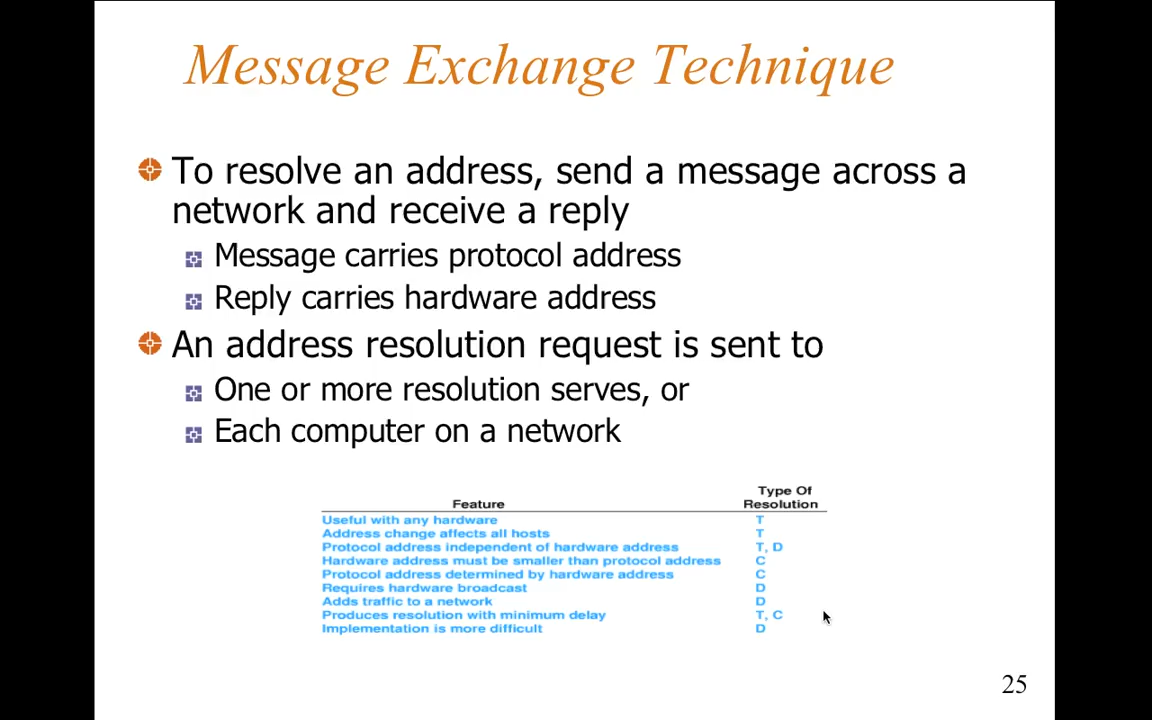 Message Exchange Technique
To resolve an address, send a message across a
network and receive a reply
Message carries protocol address
Reply carries hardware address
An address resolution request is sent to
One or more resolution serves, or
Each computer on a network
Type Of
Feature Resolution
Useful with any hardware T
Address change affects all hosts T
Protocol address independent of hardware address T, D
Hardware address must be smaller than protocol address C
Protocol address determined by hardware address C
Requires hardware broadcast D
Adds traffic to a network D
Produces resolution with minimum delay T, C
Implementation is more difficult D
25